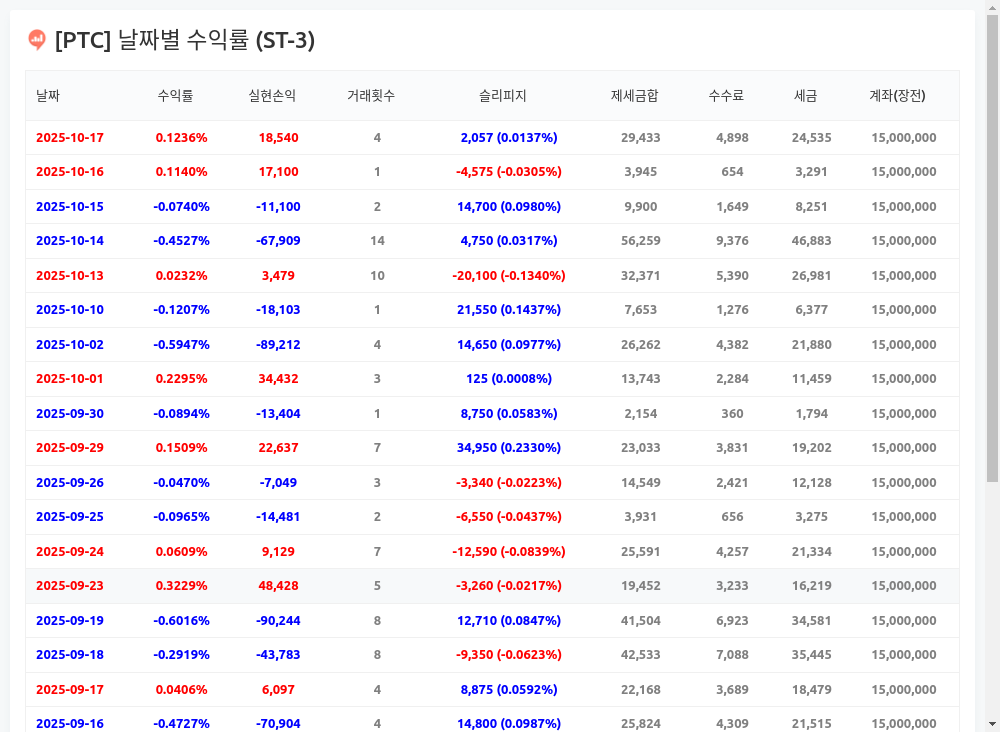 [PTC] 날짜별 수익률 (ST-3)
날짜 수익률 실현손익 거래횟수 슬리피지 제세금합 수수료 세금 계좌(장전)
2025-10-17 0.1236% 18,540 4 2,057 (0.0137%) 29,433 4,898 24,535 15,000,000
2025-10-16 0.1140% 17,100 1 -4,575 (-0.0305%) 3,945 654 3,291 15,000,000
2025-10-15 -0.0740% -11,100 2 14,700 (0.0980%) 9,900 1,649 8,251 15,000,000
2025-10-14 -0.4527% -67,909 14 4,750 (0.0317%) 56,259 9,376 46,883 15,000,000
2025-10-13 0.0232% 3,479 10 -20,100 (-0.1340%) 32,371 5,390 26,981 15,000,000
2025-10-10 -0.1207% -18,103 1 21,550 (0.1437%) 7,653 1,276 6,377 15,000,000
2025-10-02 -0.5947% -89,212 4 14,650 (0.0977%) 26,262 4,382 21,880 15,000,000
2025-10-01 0.2295% 34,432 3 125 (0.0008%) 13,743 2,284 11,459 15,000,000
2025-09-30 -0.0894% -13,404 1 8,750 (0.0583%) 2,154 360 1,794 15,000,000
2025-09-29 0.1509% 22,637 7 34,950 (0.2330%) 23,033 3,831 19,202 15,000,000
2025-09-26 -0.0470% -7,049 3 -3,340 (-0.0223%) 14,549 2,421 12,128 15,000,000
2025-09-25 -0.0965% -14,481 2 -6,550 (-0.0437%) 3,931 656 3,275 15,000,000
2025-09-24 0.0609% 9,129 7 -12,590 (-0.0839%) 25,591 4,257 21,334 15,000,000
2025-09-23 0.3229% 48,428 5 -3,260 (-0.0217%) 19,452 3,233 16,219 15,000,000
2025-09-19 -0.6016% -90,244 8 12,710 (0.0847%) 41,504 6,923 34,581 15,000,000
2025-09-18 -0.2919% -43,783 8 -9,350 (-0.0623%) 42,533 7,088 35,445 15,000,000
2025-09-17 0.0406% 6,097 4 8,875 (0.0592%) 22,168 3,689 18,479 15,000,000
2025-09-16 -0.4727% -70,904 4 14,800 (0.0987%) 25,824 4,309 21,515 15,000,000